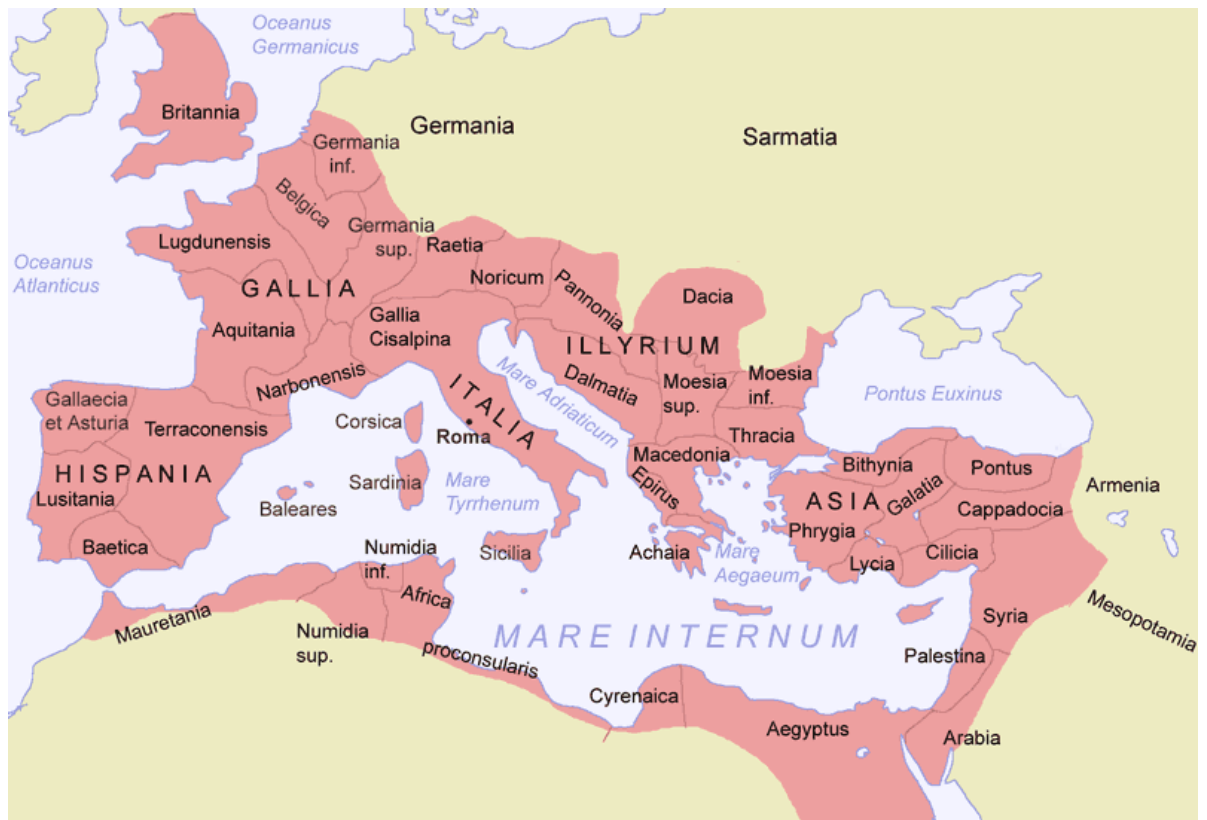 Oceanus
Germanicus
Britannia
Germania
Sarmatia
Germania
inf.
Belgica
Lugdunensis
Germania
sup.
Raetia
Oceanus
Atlanticus
GALLIA
Noricum
Pannonia
Dacia
Aquitania
Gallia
Cisalpina
ILLYRIUM
Mare Adriaticum
Dalmatia
Moesia
sup.
Moesia
inf.
Pontus Euxinus
Gallaecia
et Asturia
Narbonensis
ITALIA
Terraconensis
Corsica
Roma
Thracia
Macedonia
Epirus
Bithynia
Pontus
HISPANIA
Lusitania
Sardinia
Mare
Tyrrhenum
Baleares
ASIA
Galatia
Armenia
Cappadocia
Phrygia
Baetica
Numidia
inf.
Sicilia
Achaia
Mare
Aegaeum
Lycia
Cilicia
Africa
proconsularis
Mauretania
Numidia
sup.
MARE INTERNUM
Syria
Mesopotamia
Palestina
Cyrenaica
Aegyptus
Arabia